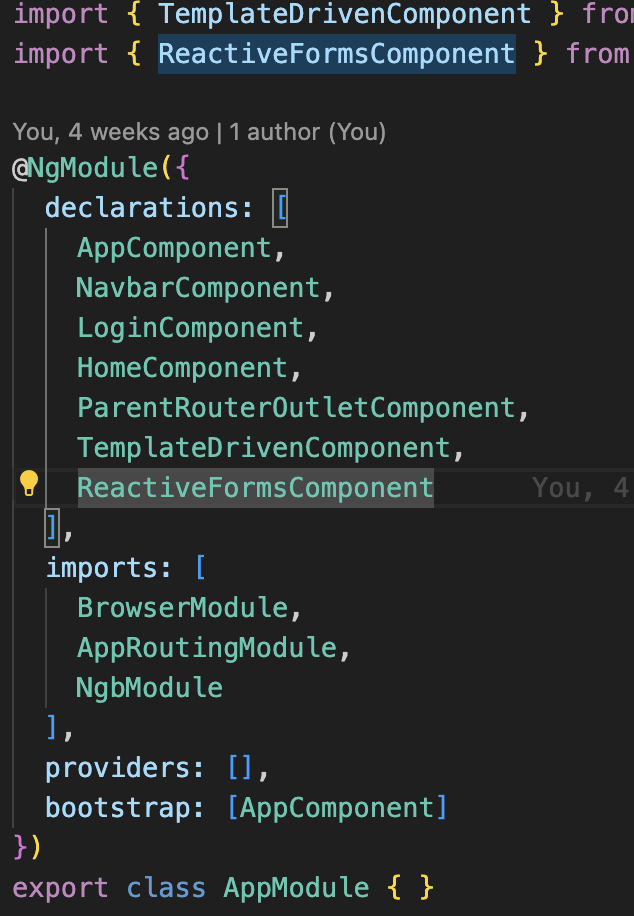 import { TemplateDrivenComponent } from
import { ReactiveFormsComponent } from
You, 4 weeks ago | 1 author (You)
@NgModule({
declarations: [
AppComponent,
NavbarComponent,
LoginComponent,
HomeComponent,
ParentRouterOutletComponent,
TemplateDrivenComponent,
ReactiveFormsComponent You, 4
],
imports: [
BrowserModule,
AppRoutingModule,
NgbModule
],
providers: [],
bootstrap: [AppComponent]
})
export class AppModule { }